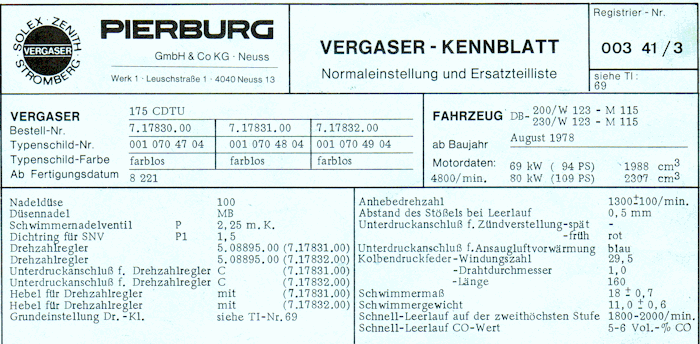 SOLEX · ZENITH
VERGASER
STROMBERG
PIERBURG
GmbH & Co KG · Neuss
Werk 1 · Leuschstraße 1 · 4040 Neuss 13
VERGASER - KENNBLATT
Normaleinstellung und Ersatzteilliste
Registrier - Nr.
003 41/3
siehe TI:
69
VERGASER 175 CDTU
Bestell-Nr. 7.17830.00 7.17831.00 7.17832.00
Typenschild-Nr. 001 070 47 04 001 070 48 04 001 070 49 04
Typenschild-Farbe farblos farblos farblos
Ab Fertigungsdatum 8 221
FAHRZEUG DB- 200/W 123 - M 115
230/W 123 - M 115
ab Baujahr August 1978
Motordaten: 69 kW ( 94 PS) 1988 cm³
4800/min. 80 kW (109 PS) 2307 cm³
Nadeldüse 100
Düsennadel MB
Schwimmernadelventil P 2,25 m.K.
Dichtring für SNV P1 1,5
Drehzahlregler 5.08895.00 (7.17831.00)
Drehzahlregler 5.08895.00 (7.17832.00)
Unterdruckanschluß f. Drehzahlregler C (7.17831.00)
Unterdruckanschluß f. Drehzahlregler C (7.17832.00)
Hebel für Drehzahlregler mit (7.17831.00)
Hebel für Drehzahlregler mit (7.17832.00)
Grundeinstellung Dr.-Kl. siehe TI-Nr. 69
Anhebedrehzahl 1300±100/min.
Abstand des Stößels bei Leerlauf 0,5 mm
Unterdruckanschluß f. Zündverstellung-spät -
-früh rot
Unterdruckanschluß f. Ansaugluftvorwärmung blau
Kolbendruckfeder-Windungszahl 29,5
-Drahtdurchmesser 1,0
-Länge 160
Schwimmermaß 18 ± 0,7
Schwimmergewicht 11,0 ± 0,6
Schnell-Leerlauf auf der zweithöchsten Stufe 1800-2000/min.
Schnell-Leerlauf CO-Wert 5-6 Vol.-% CO